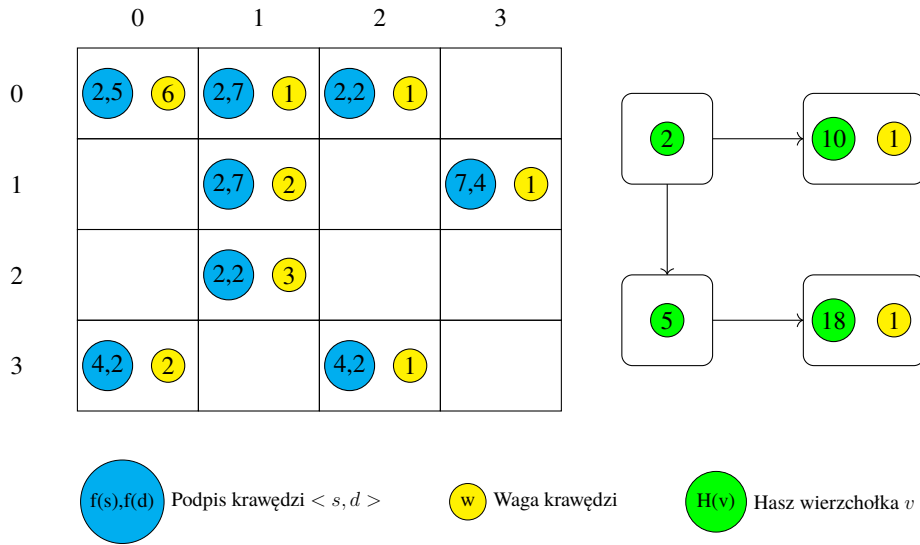 0 1 2 3
0 2,5 6 2,7 1 2,2 1
2 10 1
1 2,7 2 7,4 1
2 2,2 3
5 18 1
3 4,2 2 4,2 1
f(s),f(d) Podpis krawędzi < s, d > w Waga krawędzi H(v) Hasz wierzchołka v